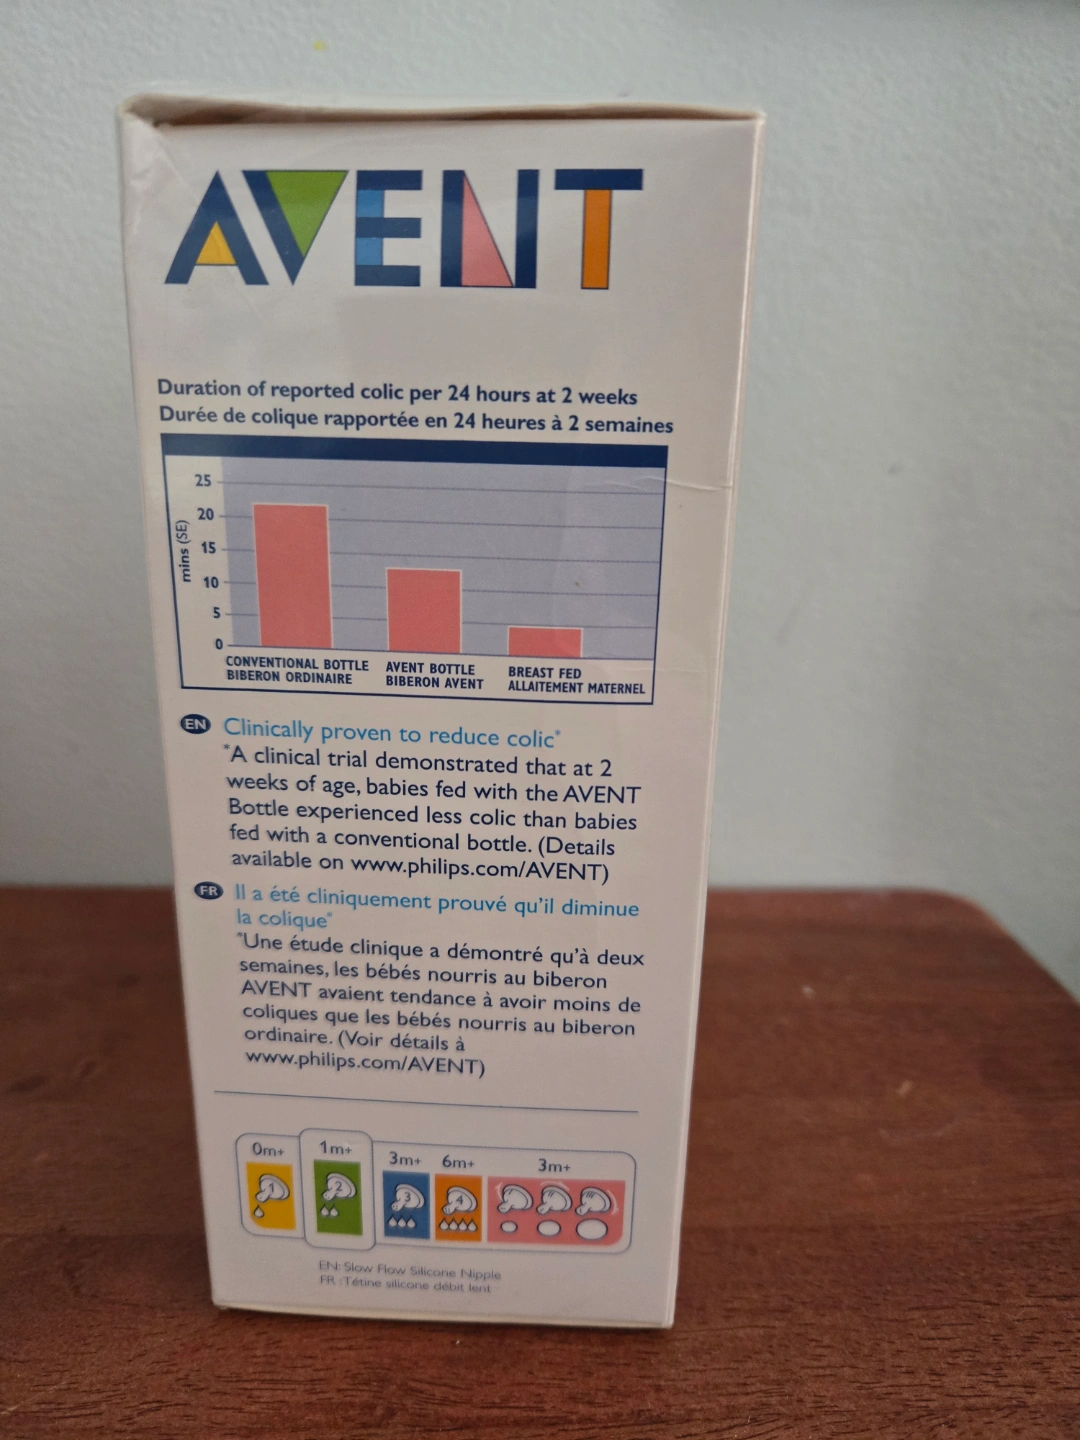 AVENT
Duration of reported colic per 24 hours at 2 weeks
Durée de colique rapportée en 24 heures à 2 semaines
mins (SE)
25
20
15
10
5
0
CONVENTIONAL BOTTLE
BIBERON ORDINAIRE
AVENT BOTTLE
BIBERON AVENT
BREAST FED
ALLAITEMENT MATERNEL
EN Clinically proven to reduce colic*
*A clinical trial demonstrated that at 2
weeks of age, babies fed with the AVENT
Bottle experienced less colic than babies
fed with a conventional bottle. (Details
available on www.philips.com/AVENT)
FR Il a été cliniquement prouvé qu'il diminue
la colique*
*Une étude clinique a démontré qu'à deux
semaines, les bébés nourris au biberon
AVENT avaient tendance à avoir moins de
coliques que les bébés nourris au biberon
ordinaire. (Voir détails à
www.philips.com/AVENT)
0m+ 1m+ 3m+ 6m+ 3m+
1 2 3 4
EN: Slow Flow Silicone Nipple
FR : Tétine silicone débit lent